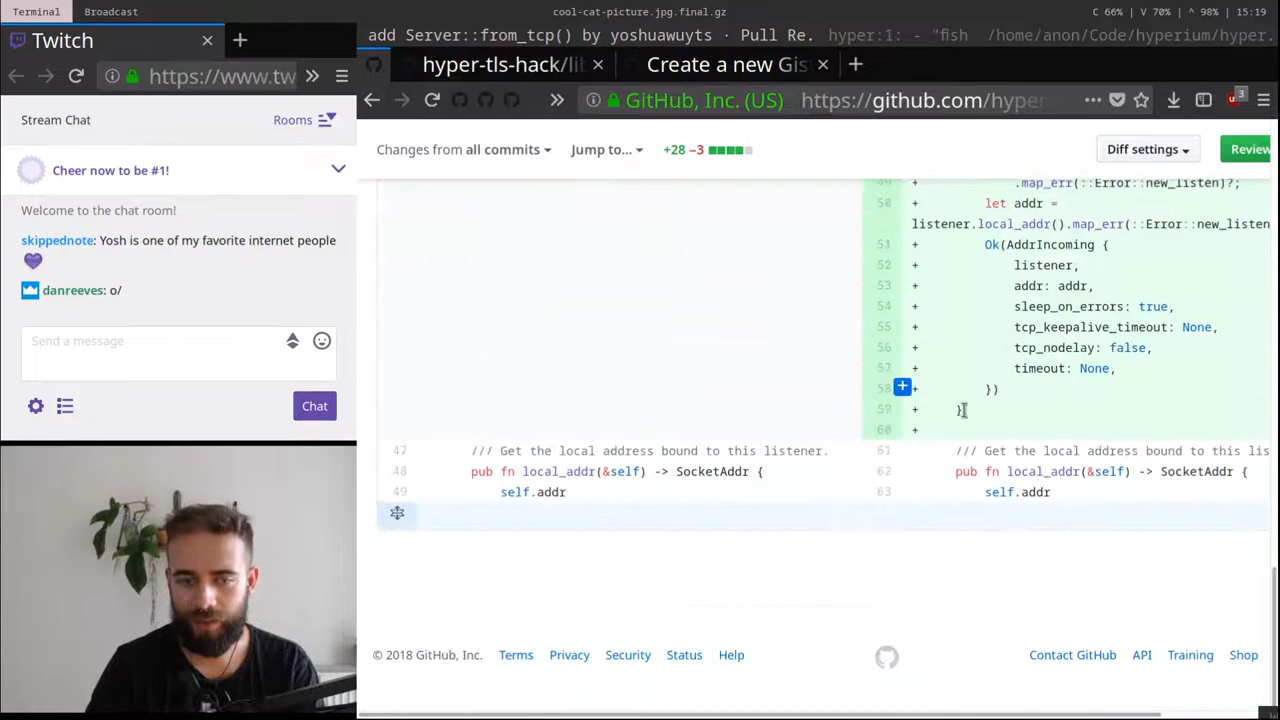 Terminal Broadcast
cool-cat-picture.jpg.final.gz
C 66% | V 70% | ^ 98% | 15:19
Twitch
https://www.tw
Stream Chat
Rooms
Cheer now to be #1!
Welcome to the chat room!
skippednote: Yosh is one of my favorite internet people
danreeves: o/
Send a message
Chat
add Server::from_tcp() by yoshuawuyts · Pull Re.
hyper:1: - "fish
/home/anon/Code/hyperium/hyper.
hyper-tls-hack/lib
Create a new Gis
GitHub, Inc. (US)
https://github.com/hyper
3
Changes from all commits
Jump to...
+28 −3
Diff settings
Review
49 + .map_err(::Error::new_listen)?;
50 + let addr =
listener.local_addr().map_err(::Error::new_listen
51 + Ok(AddrIncoming {
52 + listener,
53 + addr: addr,
54 + sleep_on_errors: true,
55 + tcp_keepalive_timeout: None,
56 + tcp_nodelay: false,
57 + timeout: None,
58 + })
59 + }
60 +
47 /// Get the local address bound to this listener.
48 pub fn local_addr(&self) -> SocketAddr {
49 self.addr
61 /// Get the local address bound to this lis
62 pub fn local_addr(&self) -> SocketAddr {
63 self.addr
© 2018 GitHub, Inc.
Terms
Privacy
Security
Status
Help
Contact GitHub
API
Training
Shop